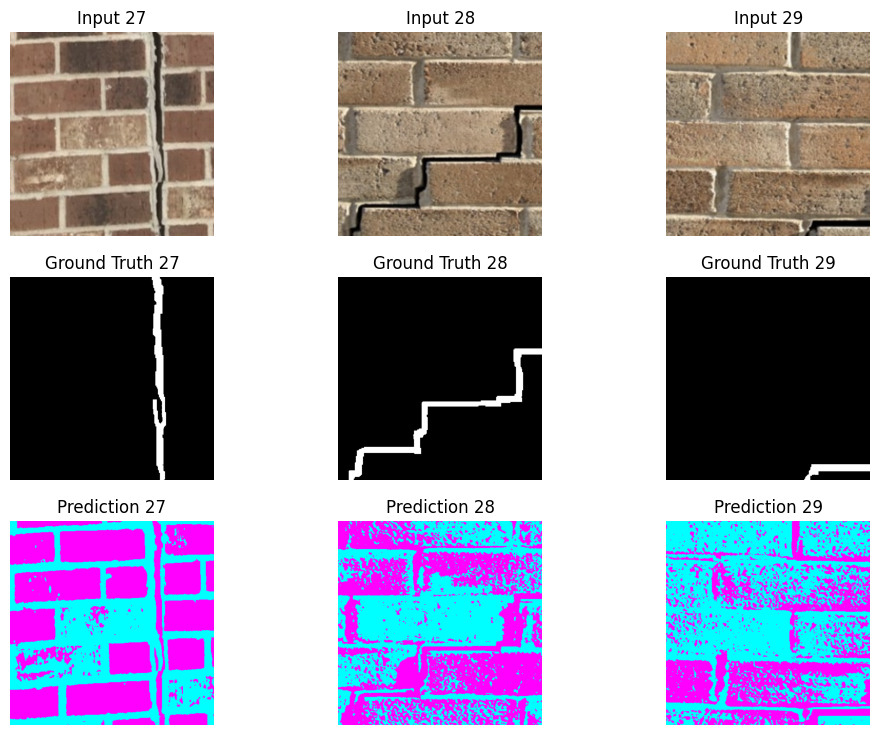 Input 27
Input 28
Input 29
Ground Truth 27
Ground Truth 28
Ground Truth 29
Prediction 27
Prediction 28
Prediction 29